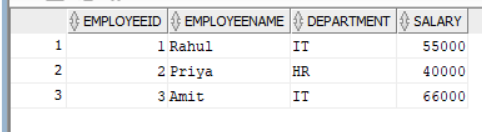 EMPLOYEEID EMPLOYEENAME DEPARTMENT SALARY
1 1 Rahul IT 55000
2 2 Priya HR 40000
3 3 Amit IT 66000